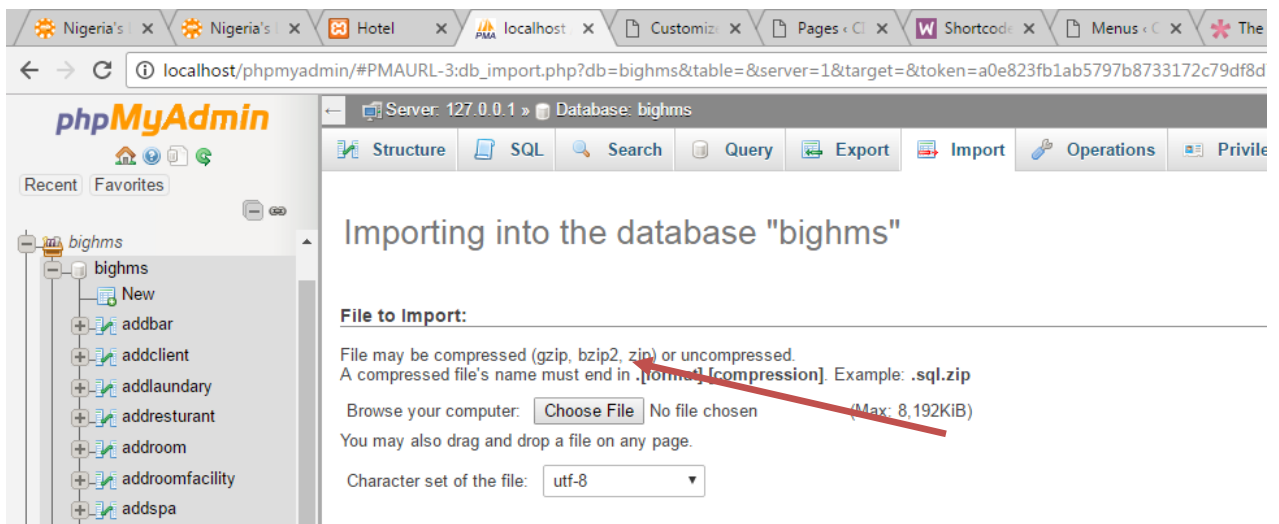 Nigeria's L
Nigeria's L
Hotel
localhost
Customize
Pages ‹ Cl
Shortcode
Menus ‹ C
The
localhost/phpmyadmin/#PMAURL-3:db_import.php?db=bighms&table=&server=1&target=&token=a0e823fb1ab5797b8733172c79df8d7
phpMyAdmin
Recent Favorites
bighms
bighms
New
addbar
addclient
addlaundary
addresturant
addroom
addroomfacility
addspa
Server: 127.0.0.1 » Database: bighms
Structure SQL Search Query Export Import Operations Privile
Importing into the database "bighms"
File to Import:
File may be compressed (gzip, bzip2, zip) or uncompressed.
A compressed file's name must end in .[format].[compression]. Example: .sql.zip
Browse your computer: Choose File No file chosen (Max: 8,192KiB)
You may also drag and drop a file on any page.
Character set of the file: utf-8